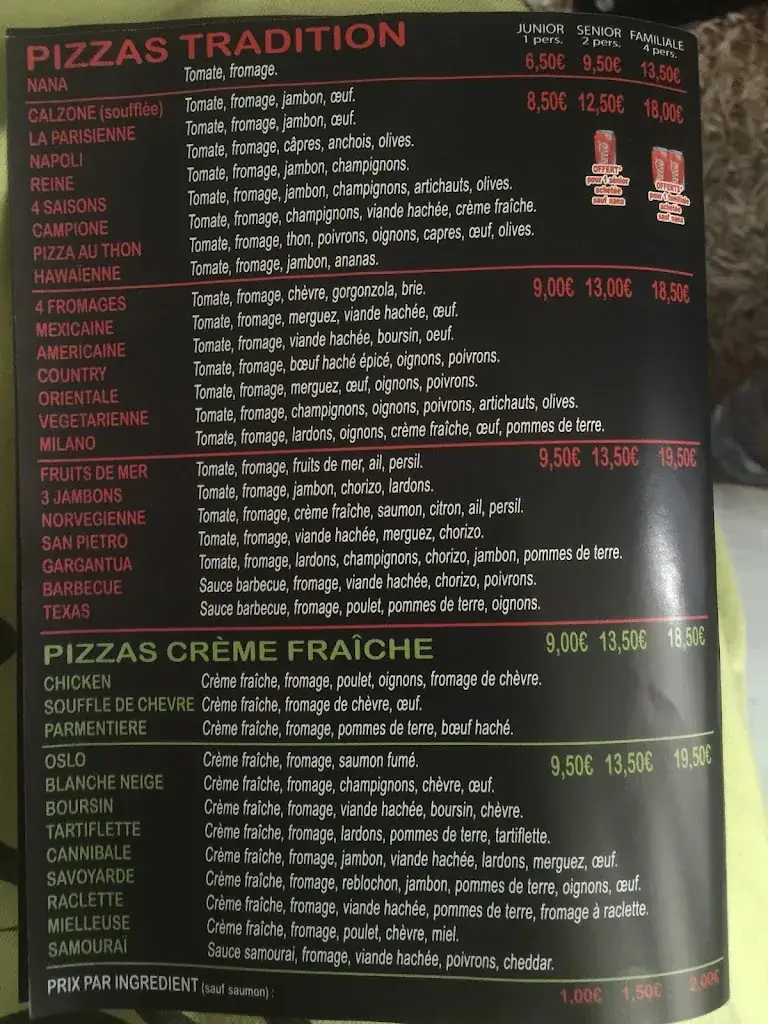 PIZZAS TRADITION JUNIOR SENIOR FAMILIALE
1 pers. 2 pers. 4 pers.
NANA Tomate, fromage. 6,50€ 9,50€ 13,50€
CALZONE (soufflée) Tomate, fromage, jambon, œuf. 8,50€ 12,50€ 18,00€
LA PARISIENNE Tomate, fromage, jambon, œuf.
NAPOLI Tomate, fromage, câpres, anchois, olives.
REINE Tomate, fromage, jambon, champignons.
4 SAISONS Tomate, fromage, jambon, champignons, artichauts, olives.
CAMPIONE Tomate, fromage, champignons, viande hachée, crème fraîche.
PIZZA AU THON Tomate, fromage, thon, poivrons, oignons, capres, œuf, olives.
HAWAÏENNE Tomate, fromage, jambon, ananas.
OFFERT*
pour 1 senior
achetée
sauf nana
OFFERT*
pour 1 familiale
achetée
sauf nana
4 FROMAGES Tomate, fromage, chèvre, gorgonzola, brie. 9,00€ 13,00€ 18,50€
MEXICAINE Tomate, fromage, merguez, viande hachée, œuf.
AMERICAINE Tomate, fromage, viande hachée, boursin, oeuf.
COUNTRY Tomate, fromage, bœuf haché épicé, oignons, poivrons.
ORIENTALE Tomate, fromage, merguez, œuf, oignons, poivrons.
VEGETARIENNE Tomate, fromage, champignons, oignons, poivrons, artichauts, olives.
MILANO Tomate, fromage, lardons, oignons, crème fraîche, œuf, pommes de terre.
FRUITS DE MER Tomate, fromage, fruits de mer, ail, persil. 9,50€ 13,50€ 19,50€
3 JAMBONS Tomate, fromage, jambon, chorizo, lardons.
NORVEGIENNE Tomate, fromage, crème fraîche, saumon, citron, ail, persil.
SAN PIETRO Tomate, fromage, viande hachée, merguez, chorizo.
GARGANTUA Tomate, fromage, lardons, champignons, chorizo, jambon, pommes de terre.
BARBECUE Sauce barbecue, fromage, viande hachée, chorizo, poivrons.
TEXAS Sauce barbecue, fromage, poulet, pommes de terre, oignons.
PIZZAS CRÈME FRAÎCHE 9,00€ 13,50€ 18,50€
CHICKEN Crème fraîche, fromage, poulet, oignons, fromage de chèvre.
SOUFFLE DE CHEVRE Crème fraîche, fromage de chèvre, œuf.
PARMENTIERE Crème fraîche, fromage, pommes de terre, bœuf haché.
OSLO Crème fraîche, fromage, saumon fumé. 9,50€ 13,50€ 19,50€
BLANCHE NEIGE Crème fraîche, fromage, champignons, chèvre, œuf.
BOURSIN Crème fraîche, fromage, viande hachée, boursin, chèvre.
TARTIFLETTE Crème fraîche, fromage, lardons, pommes de terre, tartiflette.
CANNIBALE Crème fraîche, fromage, jambon, viande hachée, lardons, merguez, œuf.
SAVOYARDE Crème fraîche, fromage, reblochon, jambon, pommes de terre, oignons, œuf.
RACLETTE Crème fraîche, fromage, viande hachée, pommes de terre, fromage à raclette.
MIELLEUSE Crème fraîche, fromage, poulet, chèvre, miel.
SAMOURAÏ Sauce samouraï, fromage, viande hachée, poivrons, cheddar.
PRIX PAR INGREDIENT (sauf saumon) : 1,00€ 1,50€ 2,00€